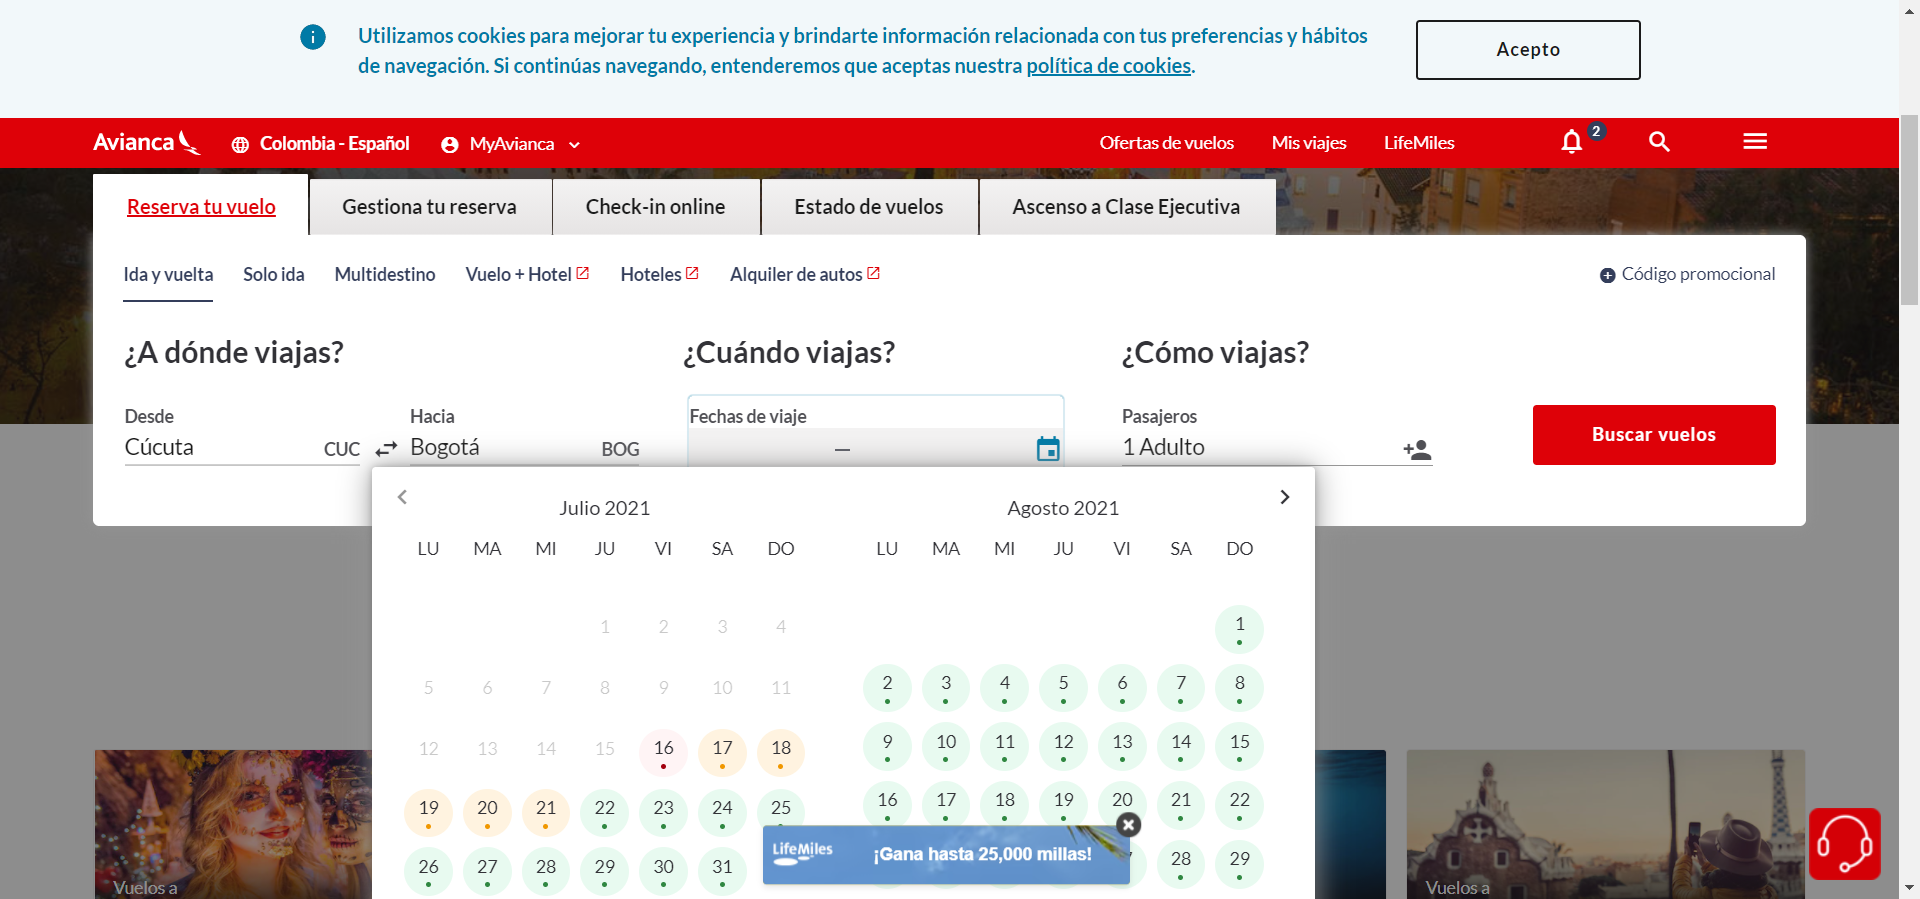 Utilizamos cookies para mejorar tu experiencia y brindarte información relacionada con tus preferencias y hábitos
de navegación. Si continúas navegando, entenderemos que aceptas nuestra política de cookies.
Acepto
Avianca
Colombia - Español
MyAvianca
Ofertas de vuelos
Mis viajes
LifeMiles
2
Reserva tu vuelo
Gestiona tu reserva
Check-in online
Estado de vuelos
Ascenso a Clase Ejecutiva
Ida y vuelta
Solo ida
Multidestino
Vuelo + Hotel
Hoteles
Alquiler de autos
Código promocional
¿A dónde viajas?
¿Cuándo viajas?
¿Cómo viajas?
Desde
Cúcuta CUC
Hacia
Bogotá BOG
Fechas de viaje
—
Pasajeros
1 Adulto
Buscar vuelos
Julio 2021
LU MA MI JU VI SA DO
1 2 3 4
5 6 7 8 9 10 11
12 13 14 15 16 17 18
19 20 21 22 23 24 25
26 27 28 29 30 31
Agosto 2021
LU MA MI JU VI SA DO
1
2 3 4 5 6 7 8
9 10 11 12 13 14 15
16 17 18 19 20 21 22
28 29
LifeMiles
¡Gana hasta 25,000 millas!
Vuelos a
Vuelos a